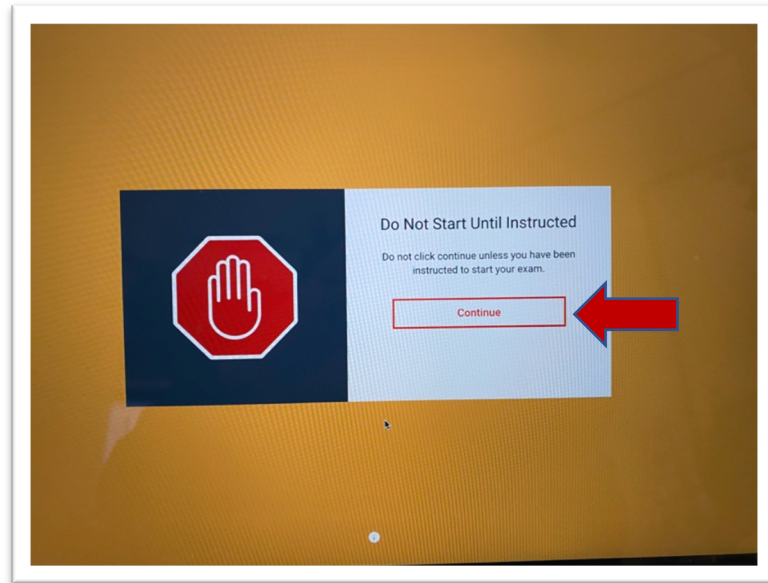 Do Not Start Until Instructed
Do not click continue unless you have been
instructed to start your exam.
Continue